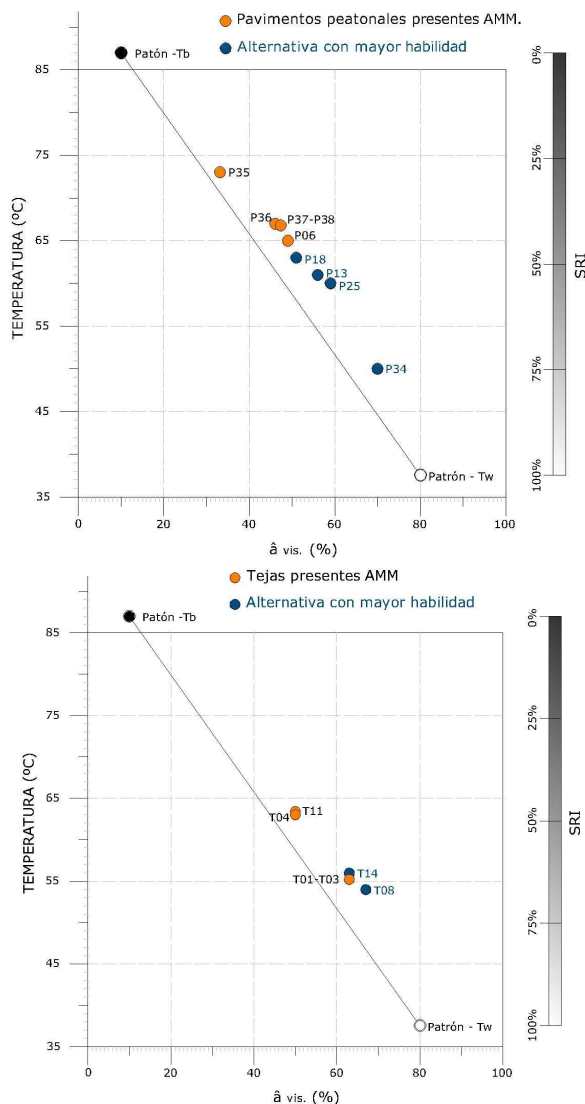 Pavimentos peatonales presentes AMM.
Alternativa con mayor habilidad
Patón -Tb
85
75
65
55
45
35
TEMPERATURA (ºC)
P35
P36
P37-P38
P06
P18
P13
P25
P34
Patrón - Tw
0
20
40
60
80
100
â vis. (%)
0%
25%
50%
75%
100%
SRI
Tejas presentes AMM
Alternativa con mayor habilidad
Patón -Tb
85
75
65
55
45
35
TEMPERATURA (ºC)
T11
T04
T01-T03
T14
T08
Patrón - Tw
0
20
40
60
80
100
â vis. (%)
0%
25%
50%
75%
100%
SRI